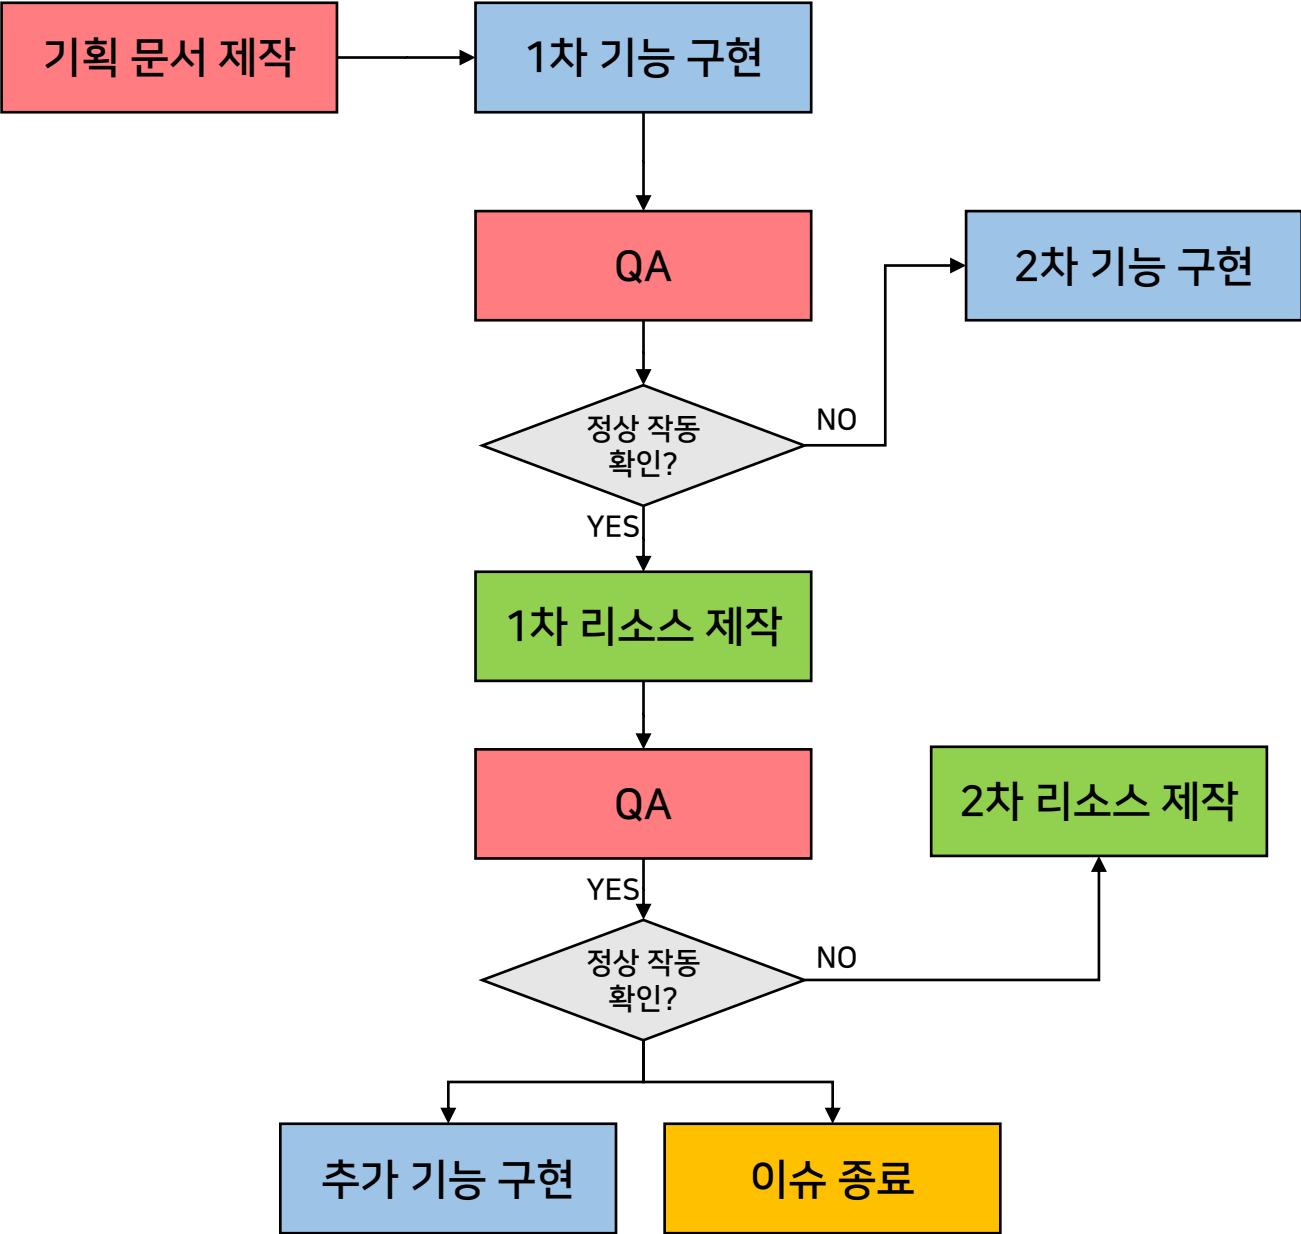 기획 문서 제작
1차 기능 구현
QA
2차 기능 구현
정상 작동
확인?
NO
YES
1차 리소스 제작
QA
2차 리소스 제작
YES
정상 작동
확인?
NO
추가 기능 구현
이슈 종료